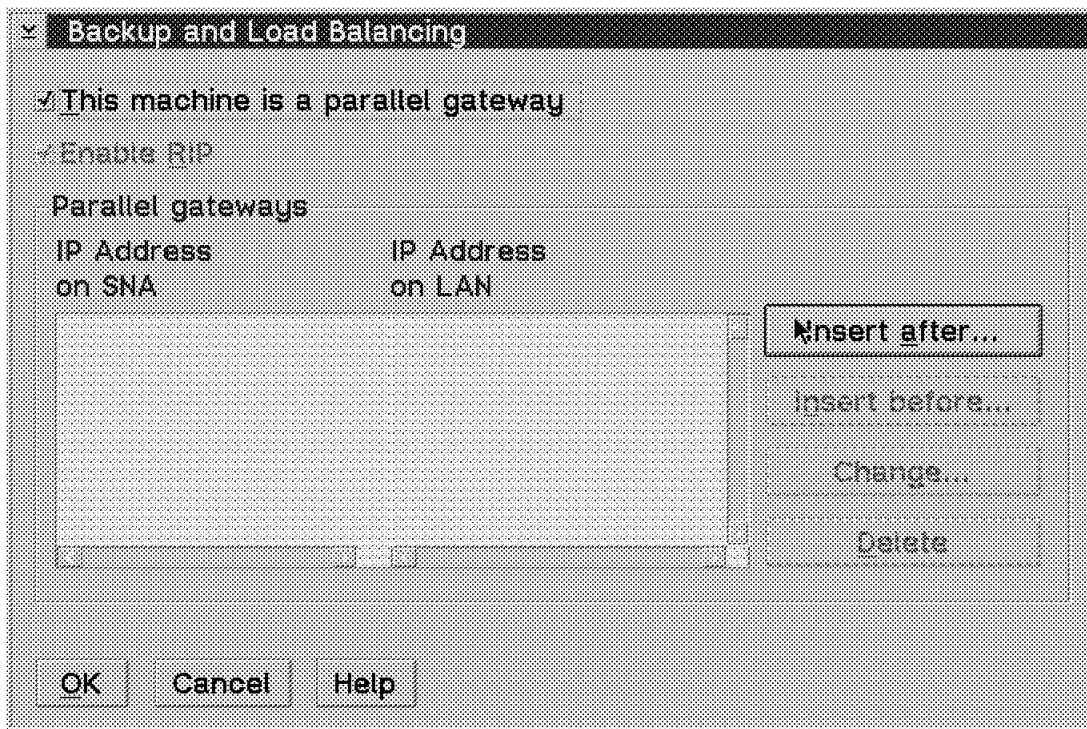 Backup and Load Balancing
This machine is a parallel gateway
Enable RIP
Parallel gateways
IP Address on SNA
IP Address on LAN
Insert after...
Insert before...
Change...
Delete
OK Cancel Help